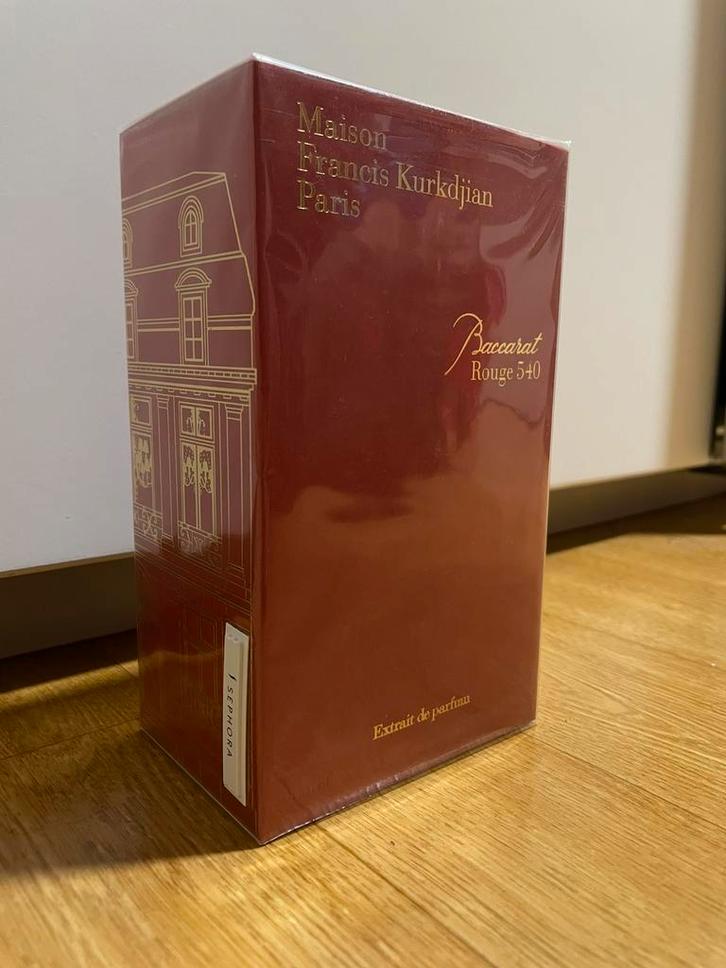 Maison
Francis Kurkdjian
Paris
Baccarat
Rouge 540
Extrait de parfum
SEPHORA